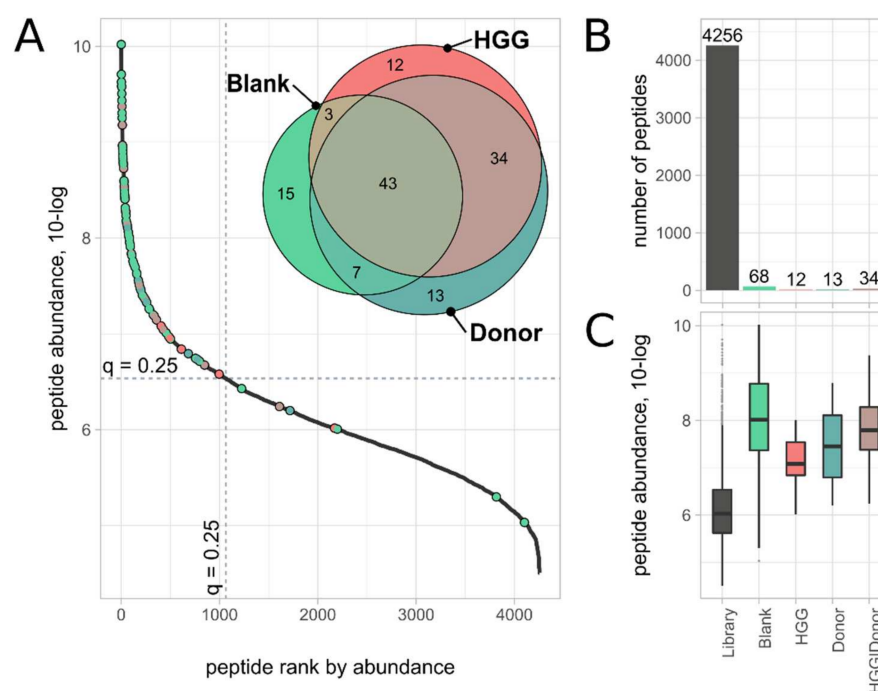 A
10
8
6
peptide abundance, 10-log
q = 0.25
q = 0.25
0
1000
2000
3000
4000
peptide rank by abundance
HGG
Blank
Donor
12
3
34
43
15
7
13
B
4256
4000
3000
2000
1000
0
number of peptides
68
12
13
34
C
10
8
6
peptide abundance, 10-log
Library
Blank
HGG
Donor
HGG|Donor